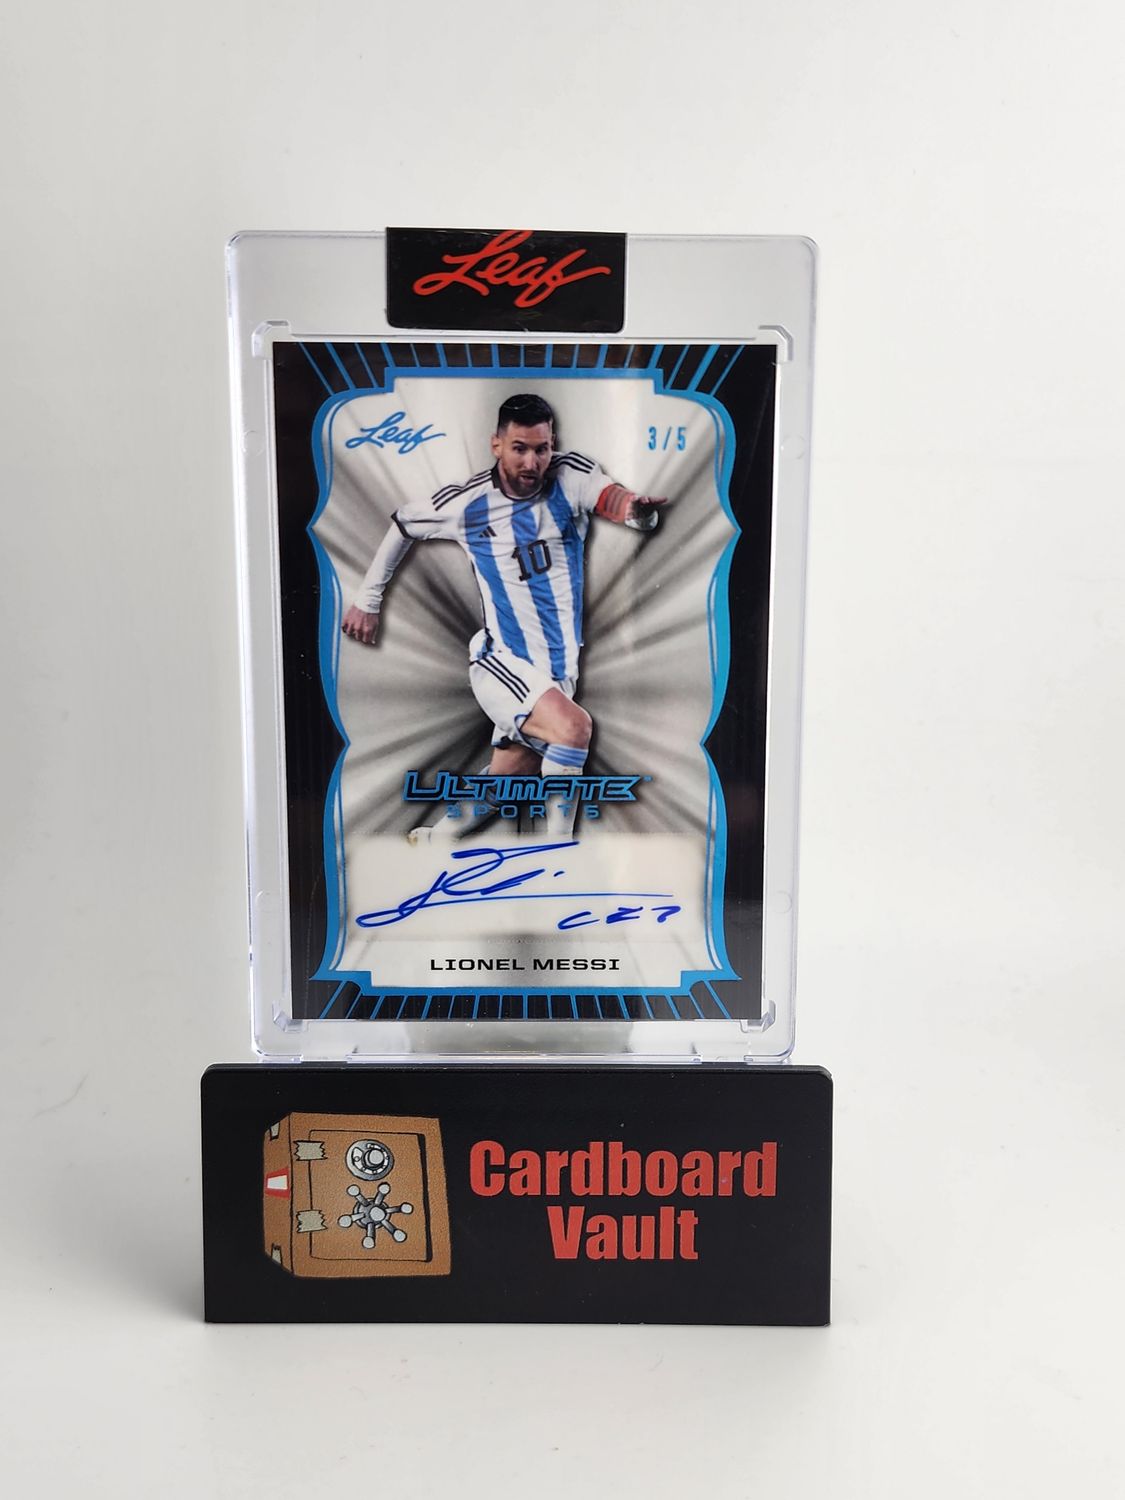 Leaf
Leaf
3/5
10
ULTIMATE
SPORTS
LIONEL MESSI
Cardboard
Vault